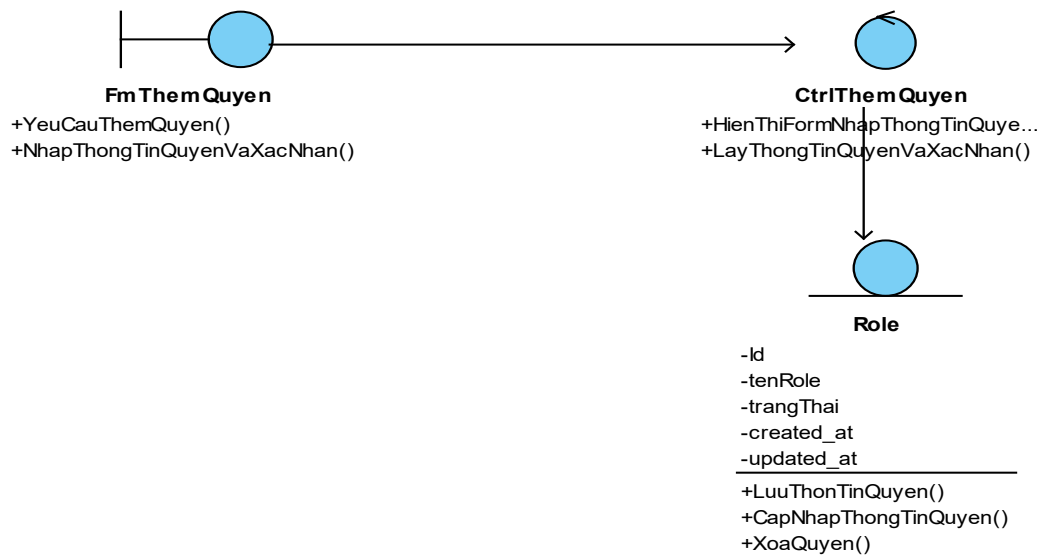 FmThemQuyen
+YeuCauThemQuyen()
+NhapThongTinQuyenVaXacNhan()
CtrlThemQuyen
+HienThiFormNhapThongTinQuye...
+LayThongTinQuyenVaXacNhan()
Role
-Id
-tenRole
-trangThai
-created_at
-updated_at
+LuuThonTinQuyen()
+CapNhapThongTinQuyen()
+XoaQuyen()